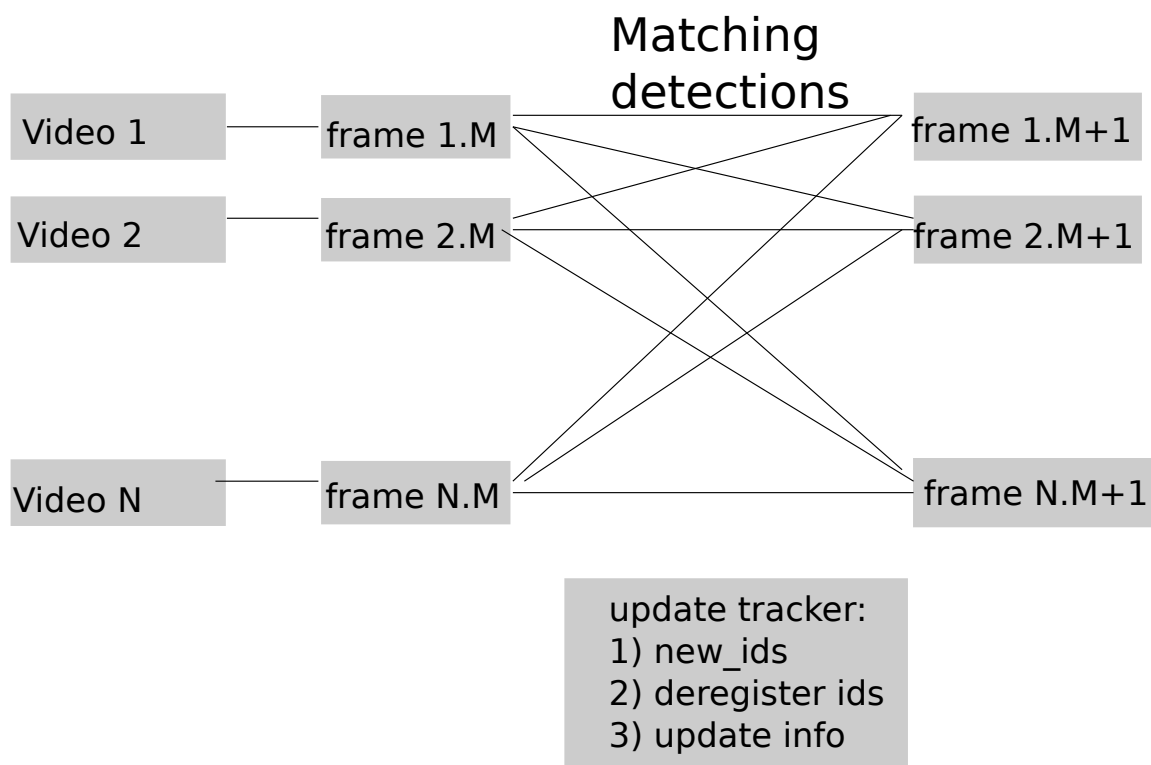 Matching
detections
Video 1
frame 1.M
frame 1.M+1
Video 2
frame 2.M
frame 2.M+1
Video N
frame N.M
frame N.M+1
update tracker:
1) new_ids
2) deregister ids
3) update info